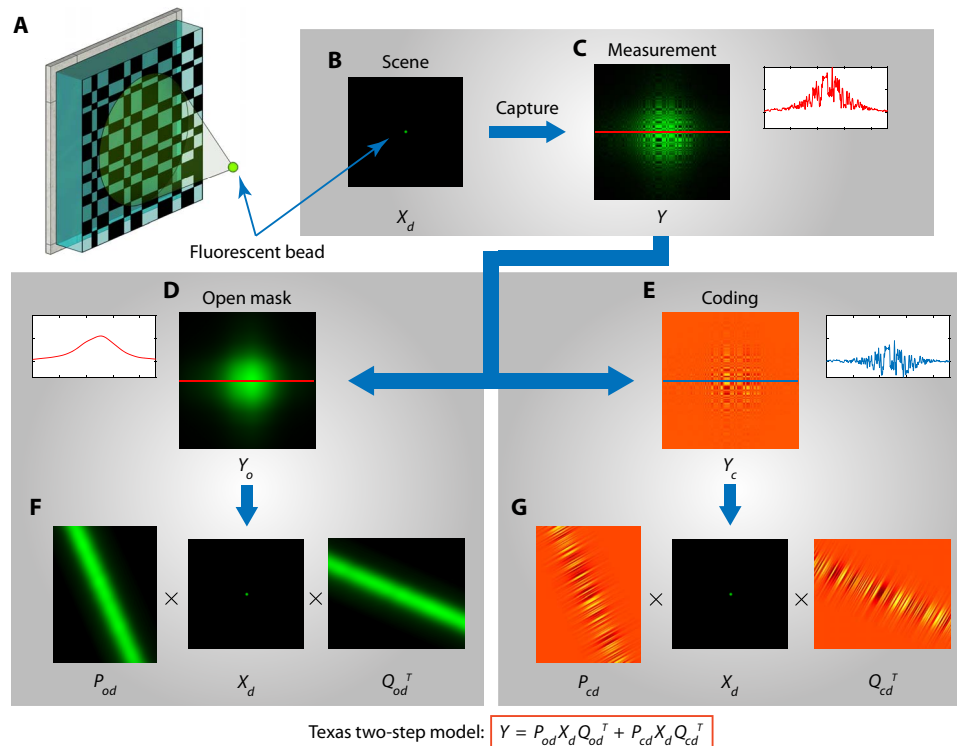 A
B
Scene
Capture
C
Measurement
X_d
Y
Fluorescent bead
D
Open mask
E
Coding
Y_o
Y_c
F
×
×
P_od
X_d
Q_od^T
G
×
×
P_cd
X_d
Q_cd^T
Texas two-step model: Y = P_od X_d Q_od^T + P_cd X_d Q_cd^T